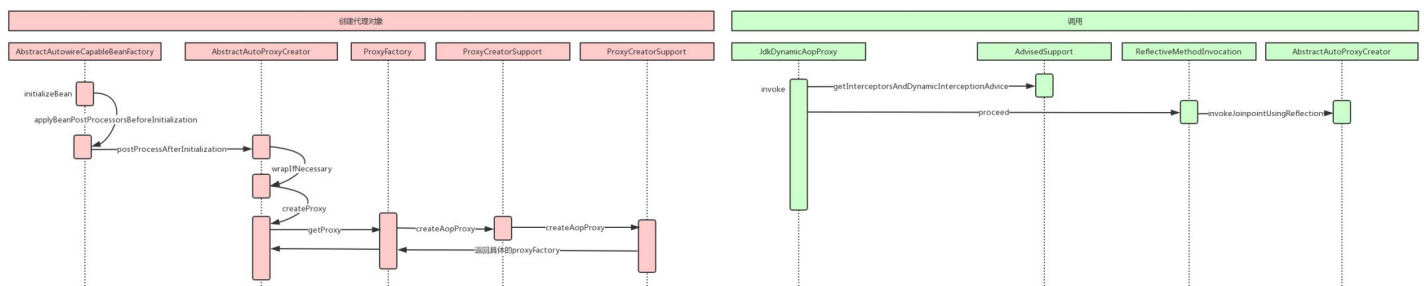 创建代理对象
调用
AbstractAutowireCapableBeanFactory
AbstractAutoProxyCreator
ProxyFactory
ProxyCreatorSupport
ProxyCreatorSupport
JdkDynamicAopProxy
AdvisedSupport
ReflectiveMethodInvocation
AbstractAutoProxyCreator
initializeBean
applyBeanPostProcessorsBeforeInitialization
postProcessAfterInitialization
wrapIfNecessary
createProxy
getProxy
createAopProxy
createAopProxy
返回具体的proxyFactory
invoke
getInterceptorsAndDynamicInterceptionAdvice
proceed
invokeJoinpointUsingReflection